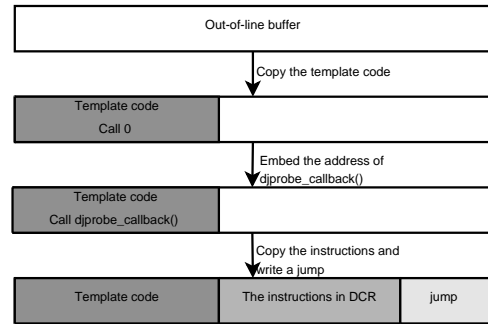 Out-of-line buffer
Copy the template code
Template code
Call 0
Embed the address of
djprobe_callback()
Template code
Call djprobe_callback()
Copy the instructions and
write a jump
Template code
The instructions in DCR
jump